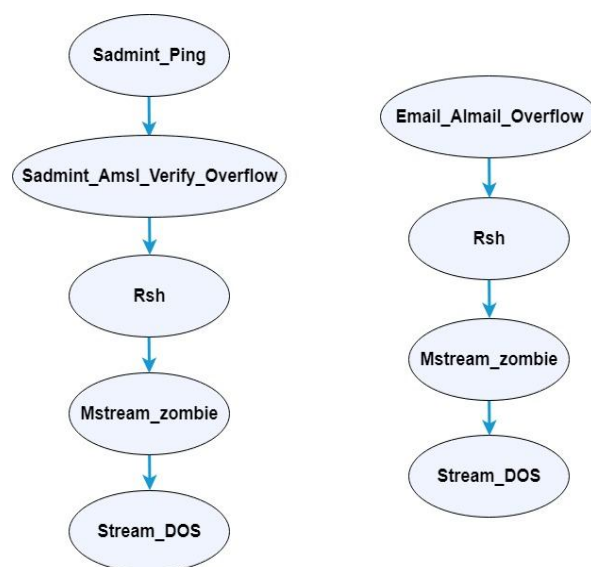 Sadmint_Ping
Sadmint_Amsl_Verify_Overflow
Rsh
Mstream_zombie
Stream_DOS
Email_Almail_Overflow
Rsh
Mstream_zombie
Stream_DOS